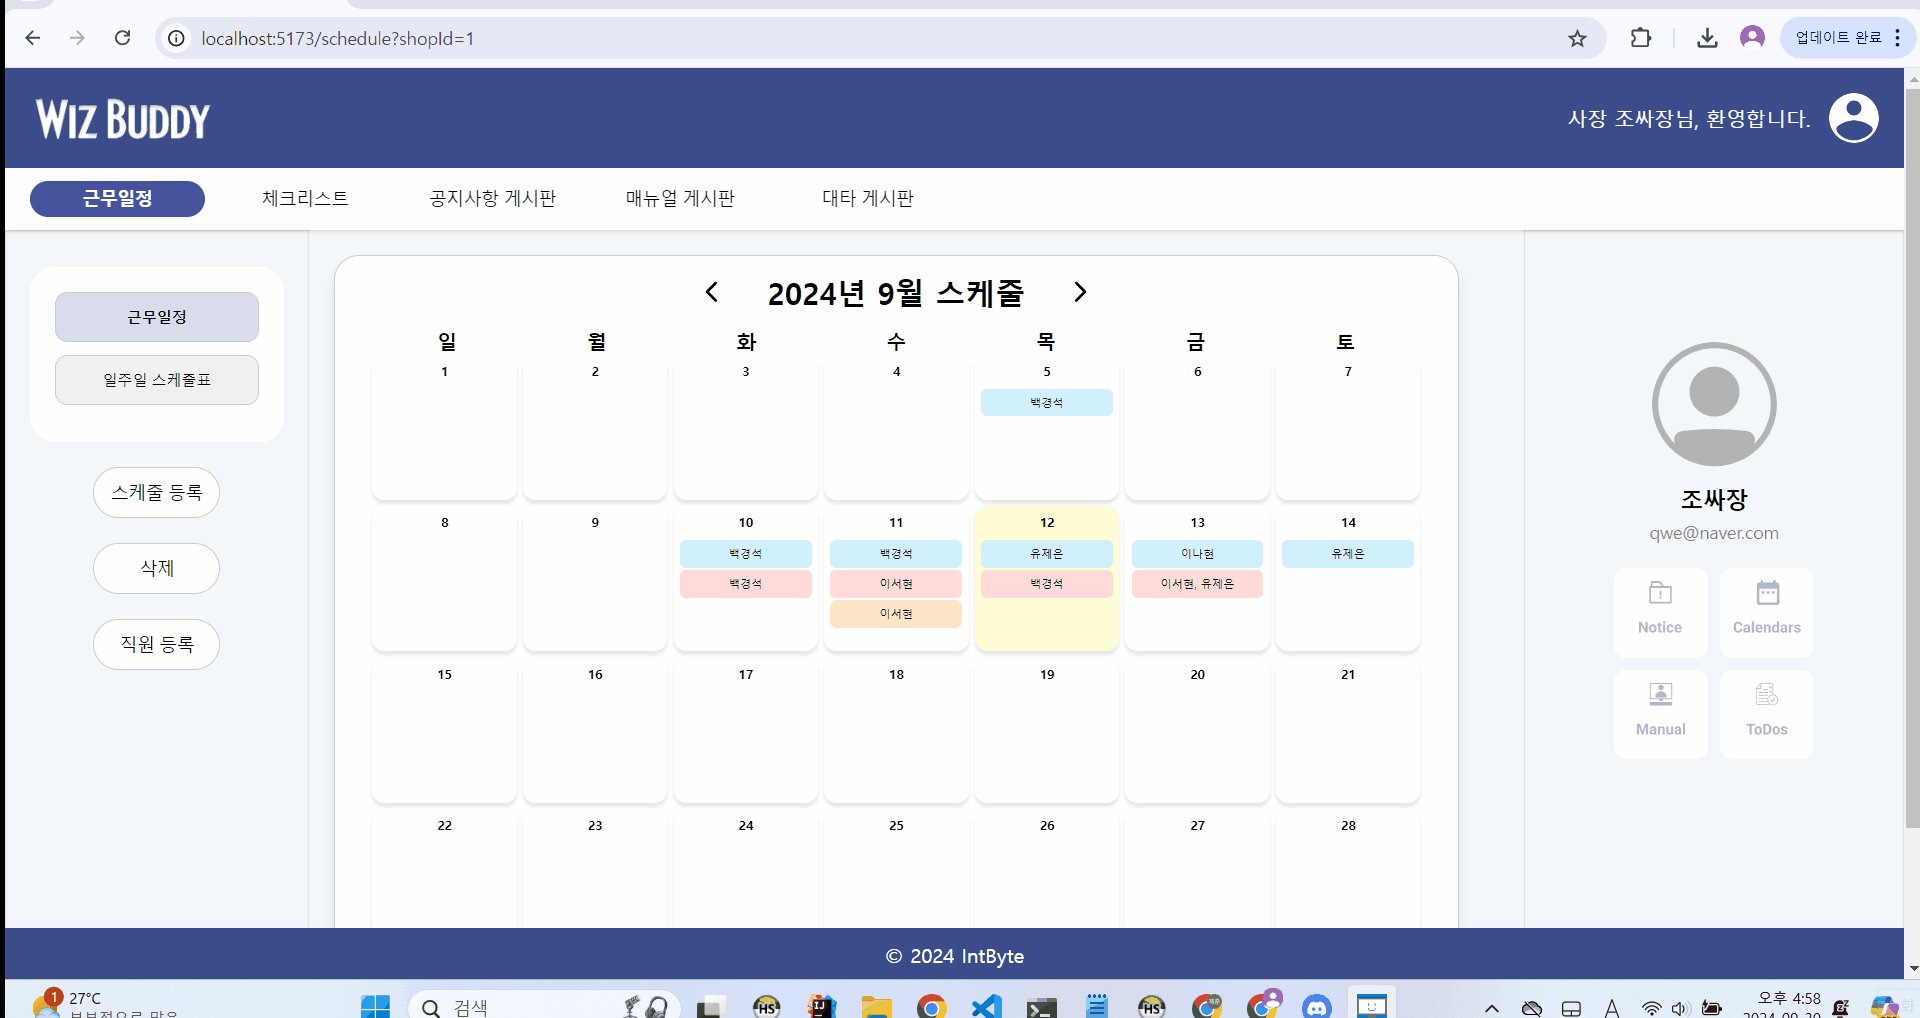 localhost:5173/schedule?shopId=1
업데이트 완료
WIZ BUDDY
사장 조싸장님, 환영합니다.
근무일정 체크리스트 공지사항 게시판 매뉴얼 게시판 대타 게시판
근무일정
일주일 스케줄표
스케줄 등록
삭제
직원 등록
2024년 9월 스케줄
일 월 화 수 목 금 토
1 2 3 4 5 6 7
백경석
8 9 10 11 12 13 14
백경석 백경석 유제은 이나현 유제은
백경석 이서현 백경석 이서현, 유제은
이서현
15 16 17 18 19 20 21
22 23 24 25 26 27 28
조싸장
qwe@naver.com
Notice Calendars
Manual ToDos
© 2024 IntByte
1
27°C
검색
HS
IJ
HS
A
오후 4:58